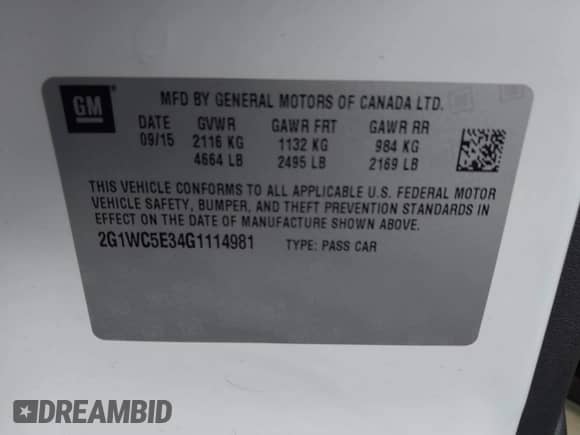 GM
MFD BY GENERAL MOTORS OF CANADA LTD.
DATE GVWR GAWR FRT GAWR RR
09/15 2116 KG 1132 KG 984 KG
4664 LB 2495 LB 2169 LB
THIS VEHICLE CONFORMS TO ALL APPLICABLE U.S. FEDERAL MOTOR
VEHICLE SAFETY, BUMPER, AND THEFT PREVENTION STANDARDS IN
EFFECT ON THE DATE OF MANUFACTURE SHOWN ABOVE.
2G1WC5E34G1114981 TYPE: PASS CAR
DREAMBID